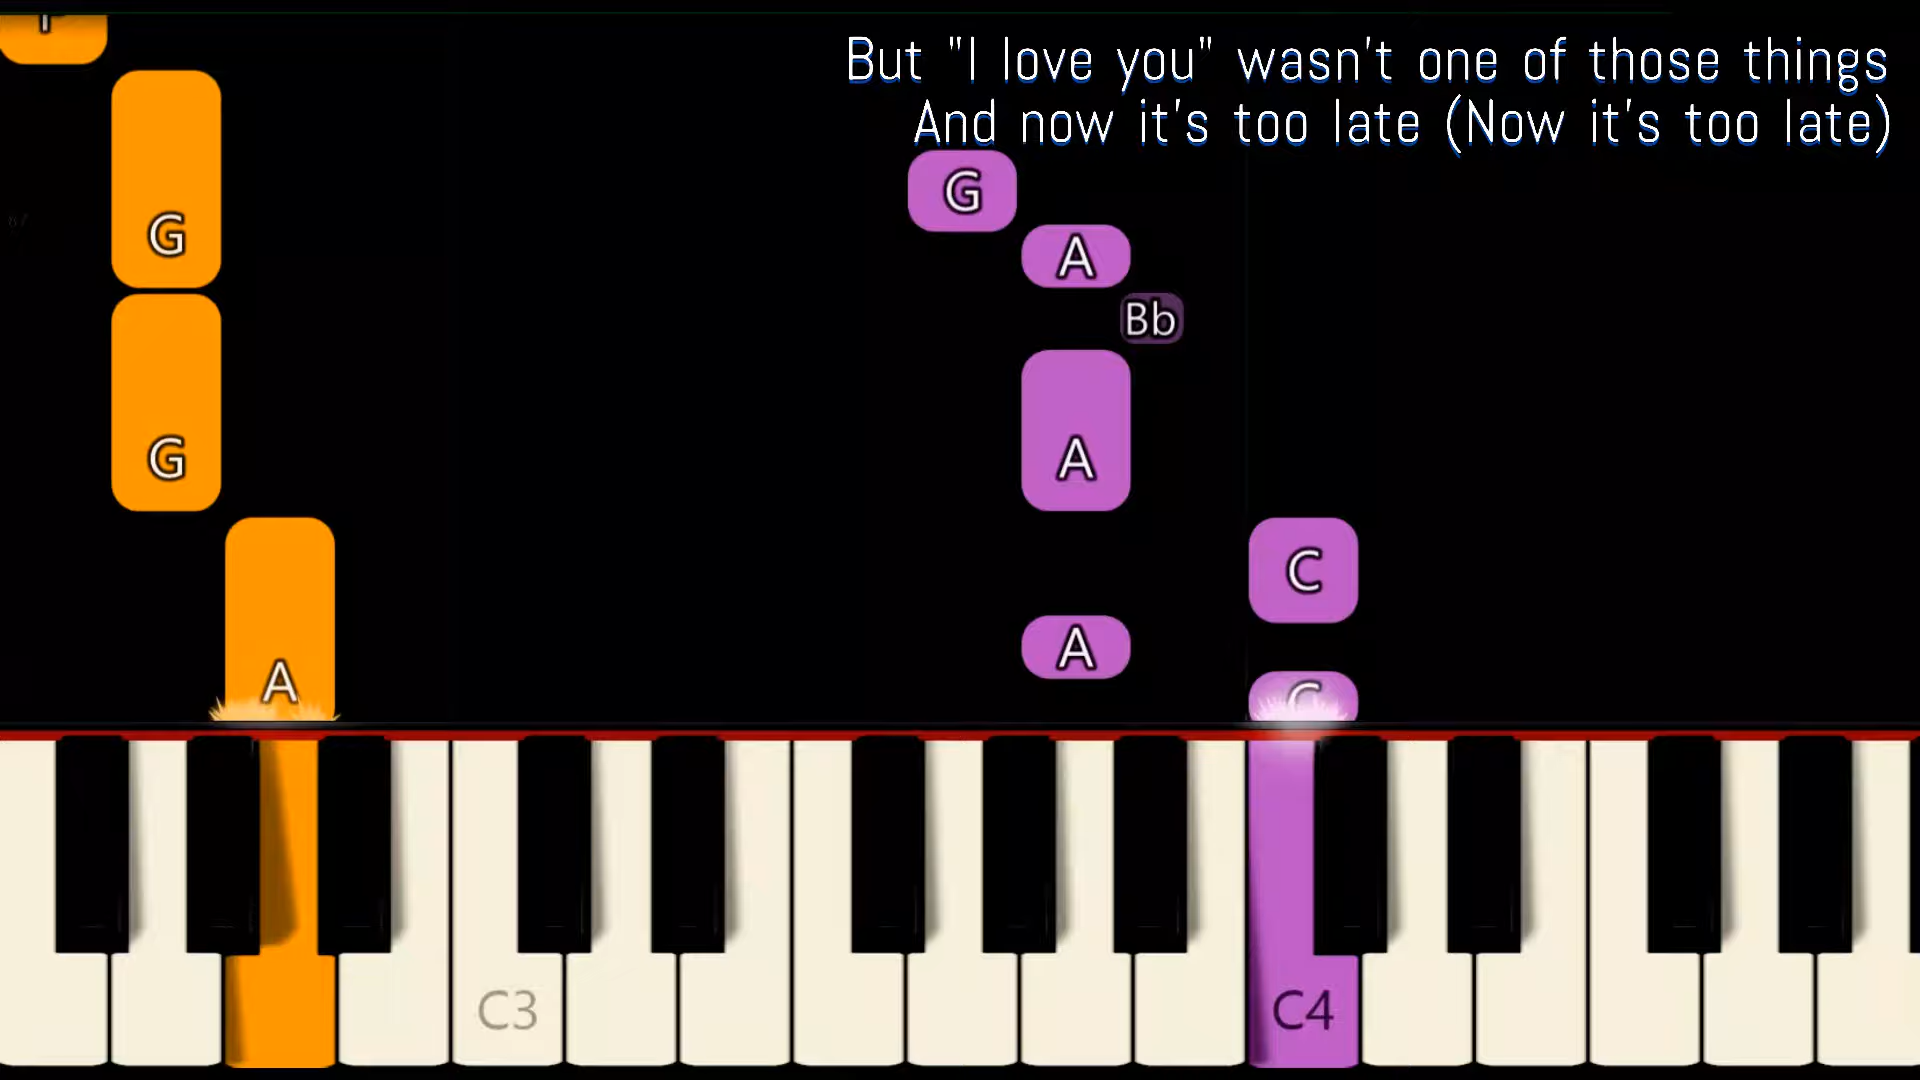 But "I love you" wasn't one of those things
And now it's too late (Now it's too late)
G
G
A
Bb
G
A
C
A
A
C
C3
C4